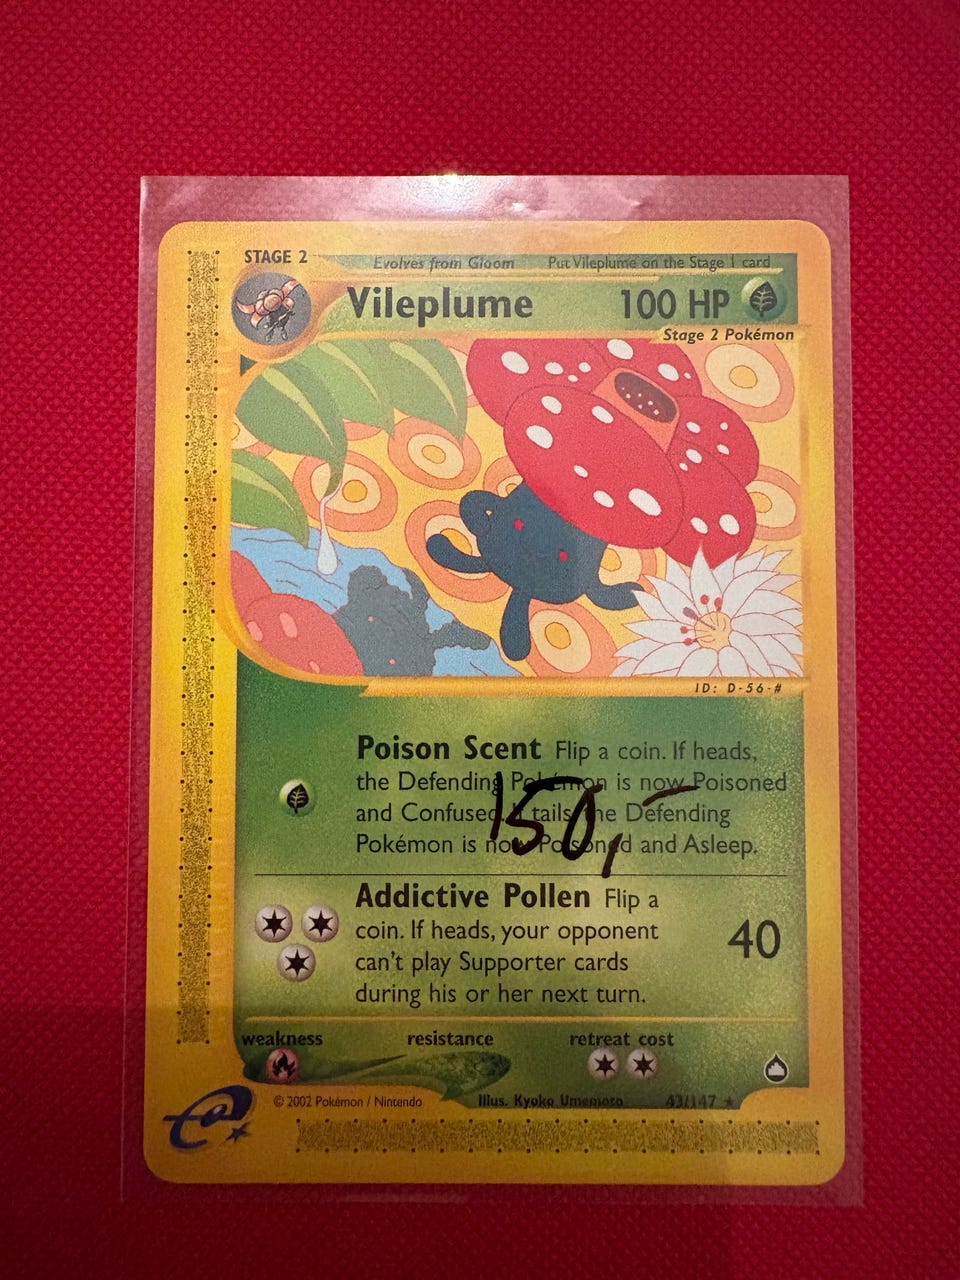 STAGE 2
Evolves from Gloom Put Vileplume on the Stage 1 card
Vileplume 100 HP
Stage 2 Pokémon
ID: D-56-#
Poison Scent Flip a coin. If heads,
the Defending Pokémon is now Poisoned
and Confused. If tails, the Defending
Pokémon is now Poisoned and Asleep.
150,-
Addictive Pollen Flip a
coin. If heads, your opponent
can't play Supporter cards
during his or her next turn.
40
weakness resistance retreat cost
e
© 2002 Pokémon / Nintendo Illus. Kyoko Umemoto 43/147 ★